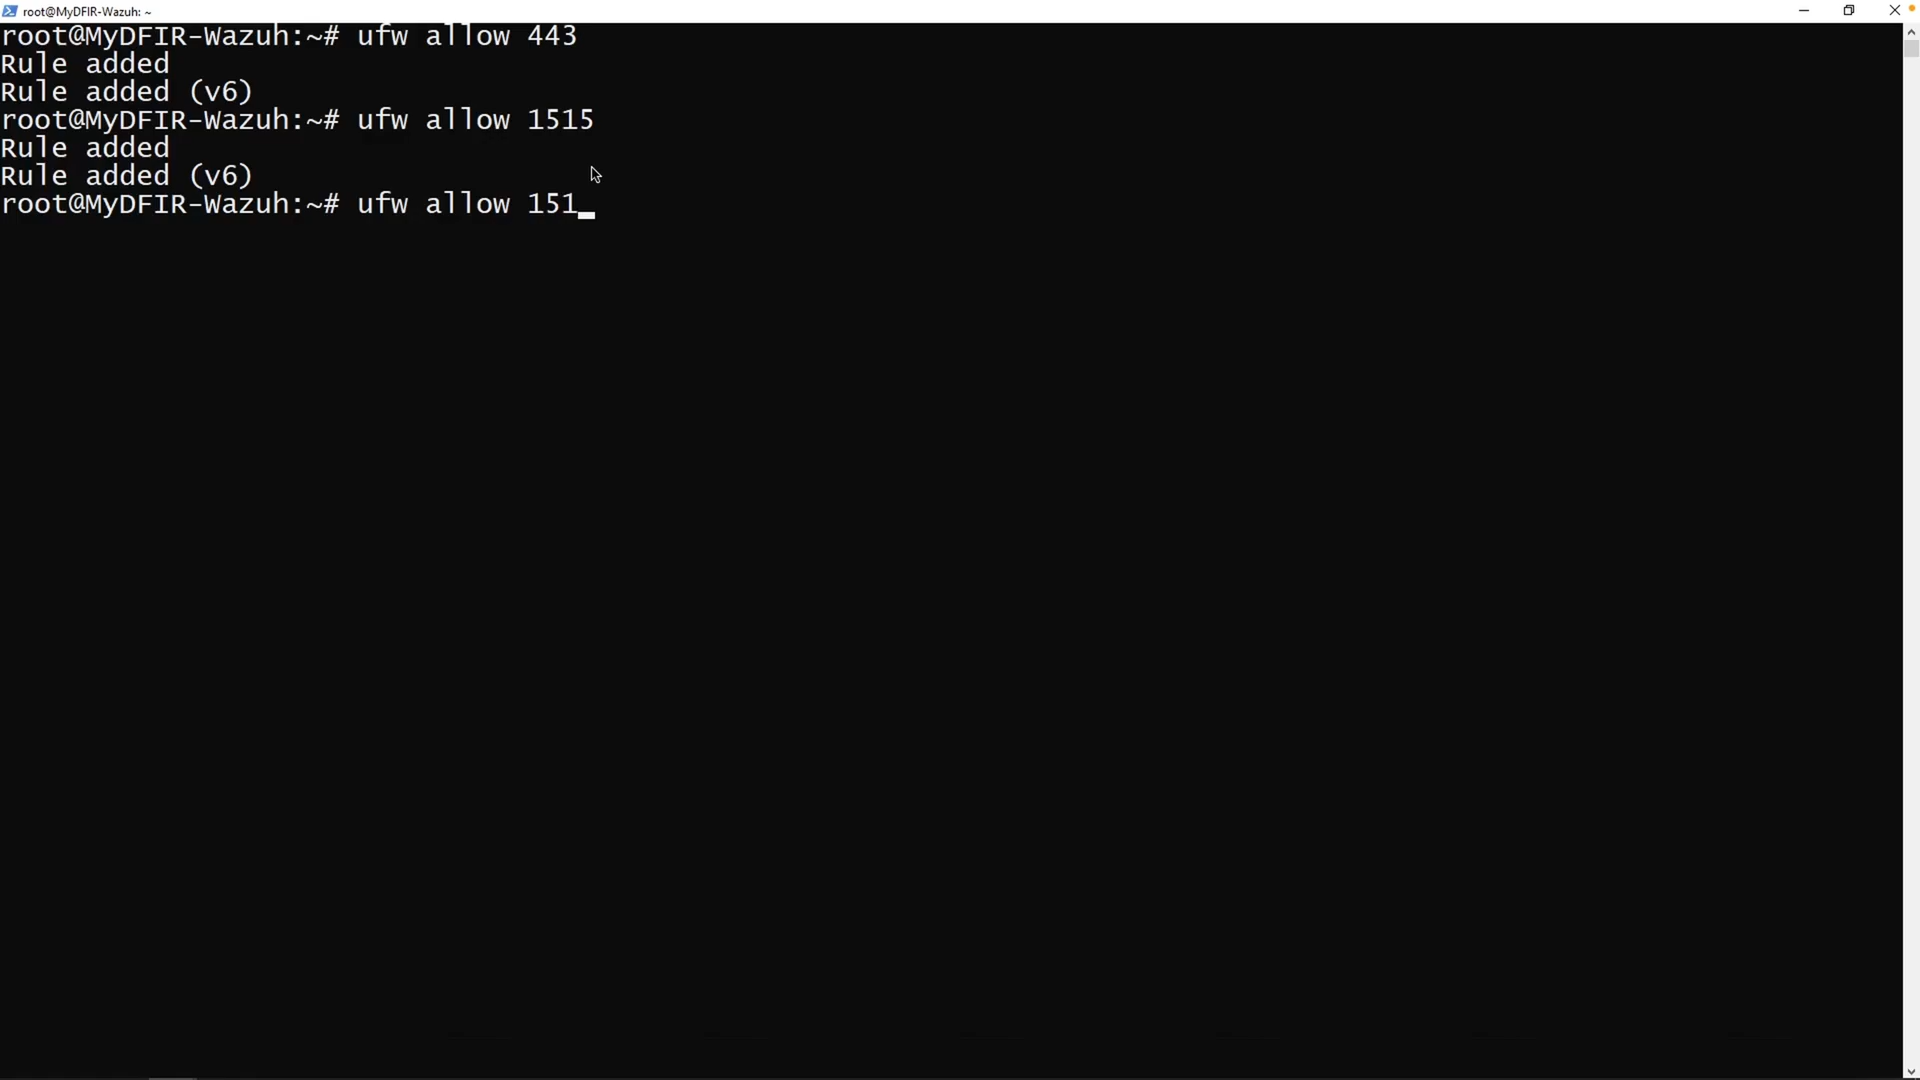 root@MyDFIR-Wazuh: ~
root@MyDFIR-Wazuh:~# ufw allow 443
Rule added
Rule added (v6)
root@MyDFIR-Wazuh:~# ufw allow 1515
Rule added
Rule added (v6)
root@MyDFIR-Wazuh:~# ufw allow 151